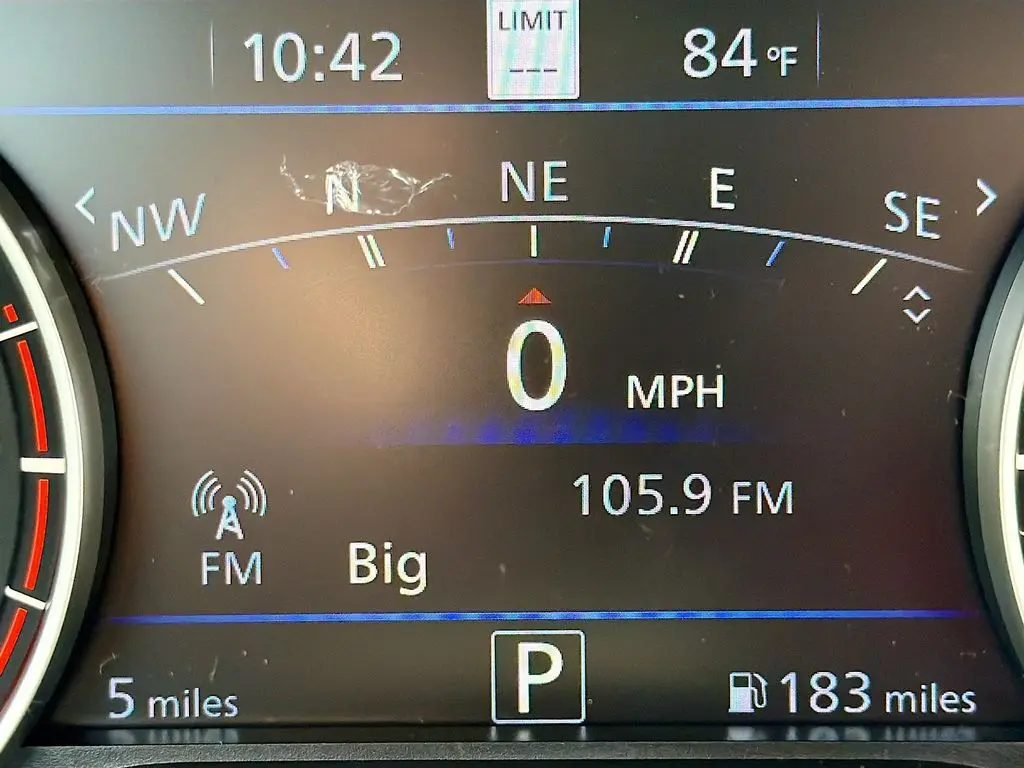 LIMIT
10:42 --- 84 °F
< NW N NE E SE >
0 MPH
105.9 FM
FM Big
5 miles P 183 miles